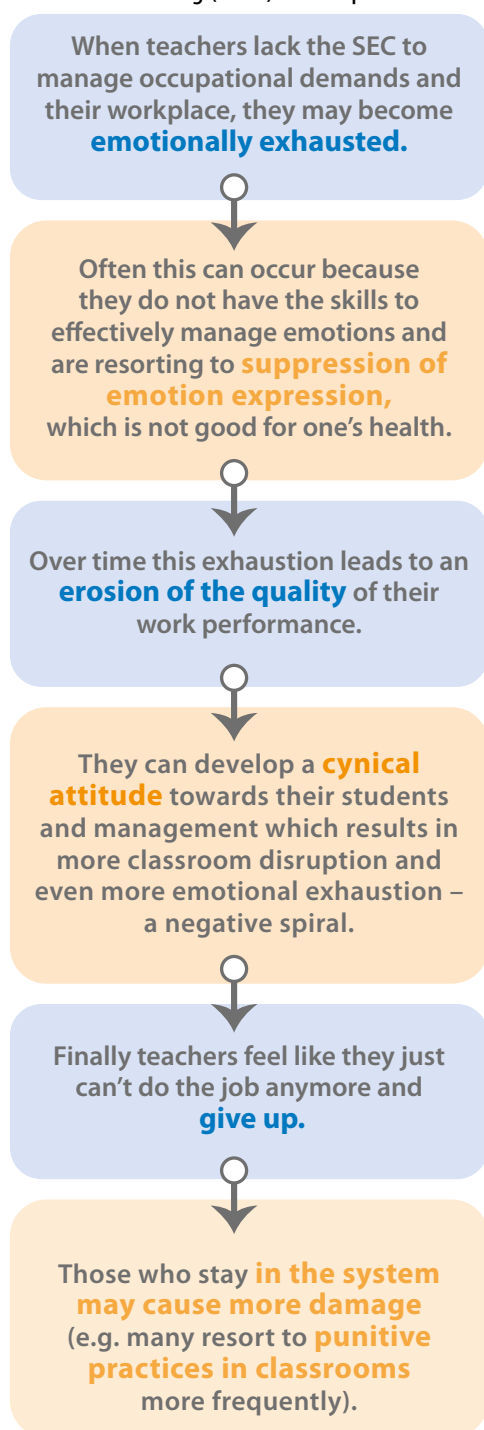 When teachers lack the SEC to
manage occupational demands and
their workplace, they may become
emotionally exhausted.
Often this can occur because
they do not have the skills to
effectively manage emotions and
are resorting to suppression of
emotion expression,
which is not good for one’s health.
Over time this exhaustion leads to an
erosion of the quality of their
work performance.
They can develop a cynical
attitude towards their students
and management which results in
more classroom disruption and
even more emotional exhaustion –
a negative spiral.
Finally teachers feel like they just
can’t do the job anymore and
give up.
Those who stay in the system
may cause more damage
(e.g. many resort to punitive
practices in classrooms
more frequently).